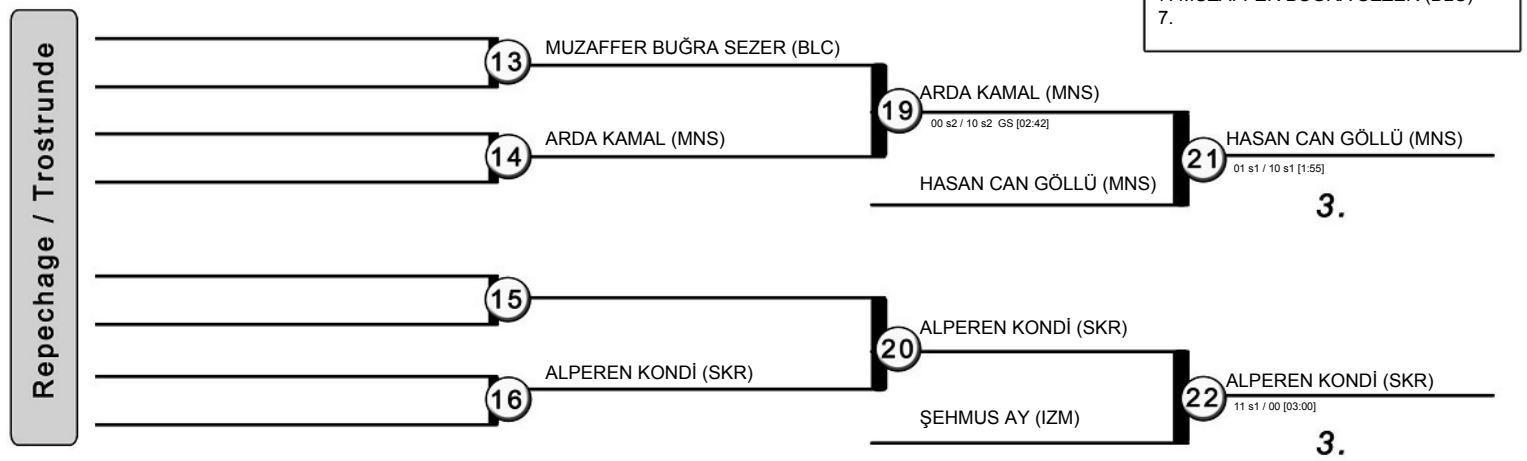 7.
Repechage / Trostrunde
13
MUZAFFER BUĞRA SEZER (BLC)
14
ARDA KAMAL (MNS)
19
ARDA KAMAL (MNS)
00 s2 / 10 s2 GS [02:42]
HASAN CAN GÖLLÜ (MNS)
21
HASAN CAN GÖLLÜ (MNS)
01 s1 / 10 s1 [1:55]
3.
15
16
ALPEREN KONDİ (SKR)
20
ALPEREN KONDİ (SKR)
ŞEHMUS AY (IZM)
22
ALPEREN KONDİ (SKR)
11 s1 / 00 [03:00]
3.